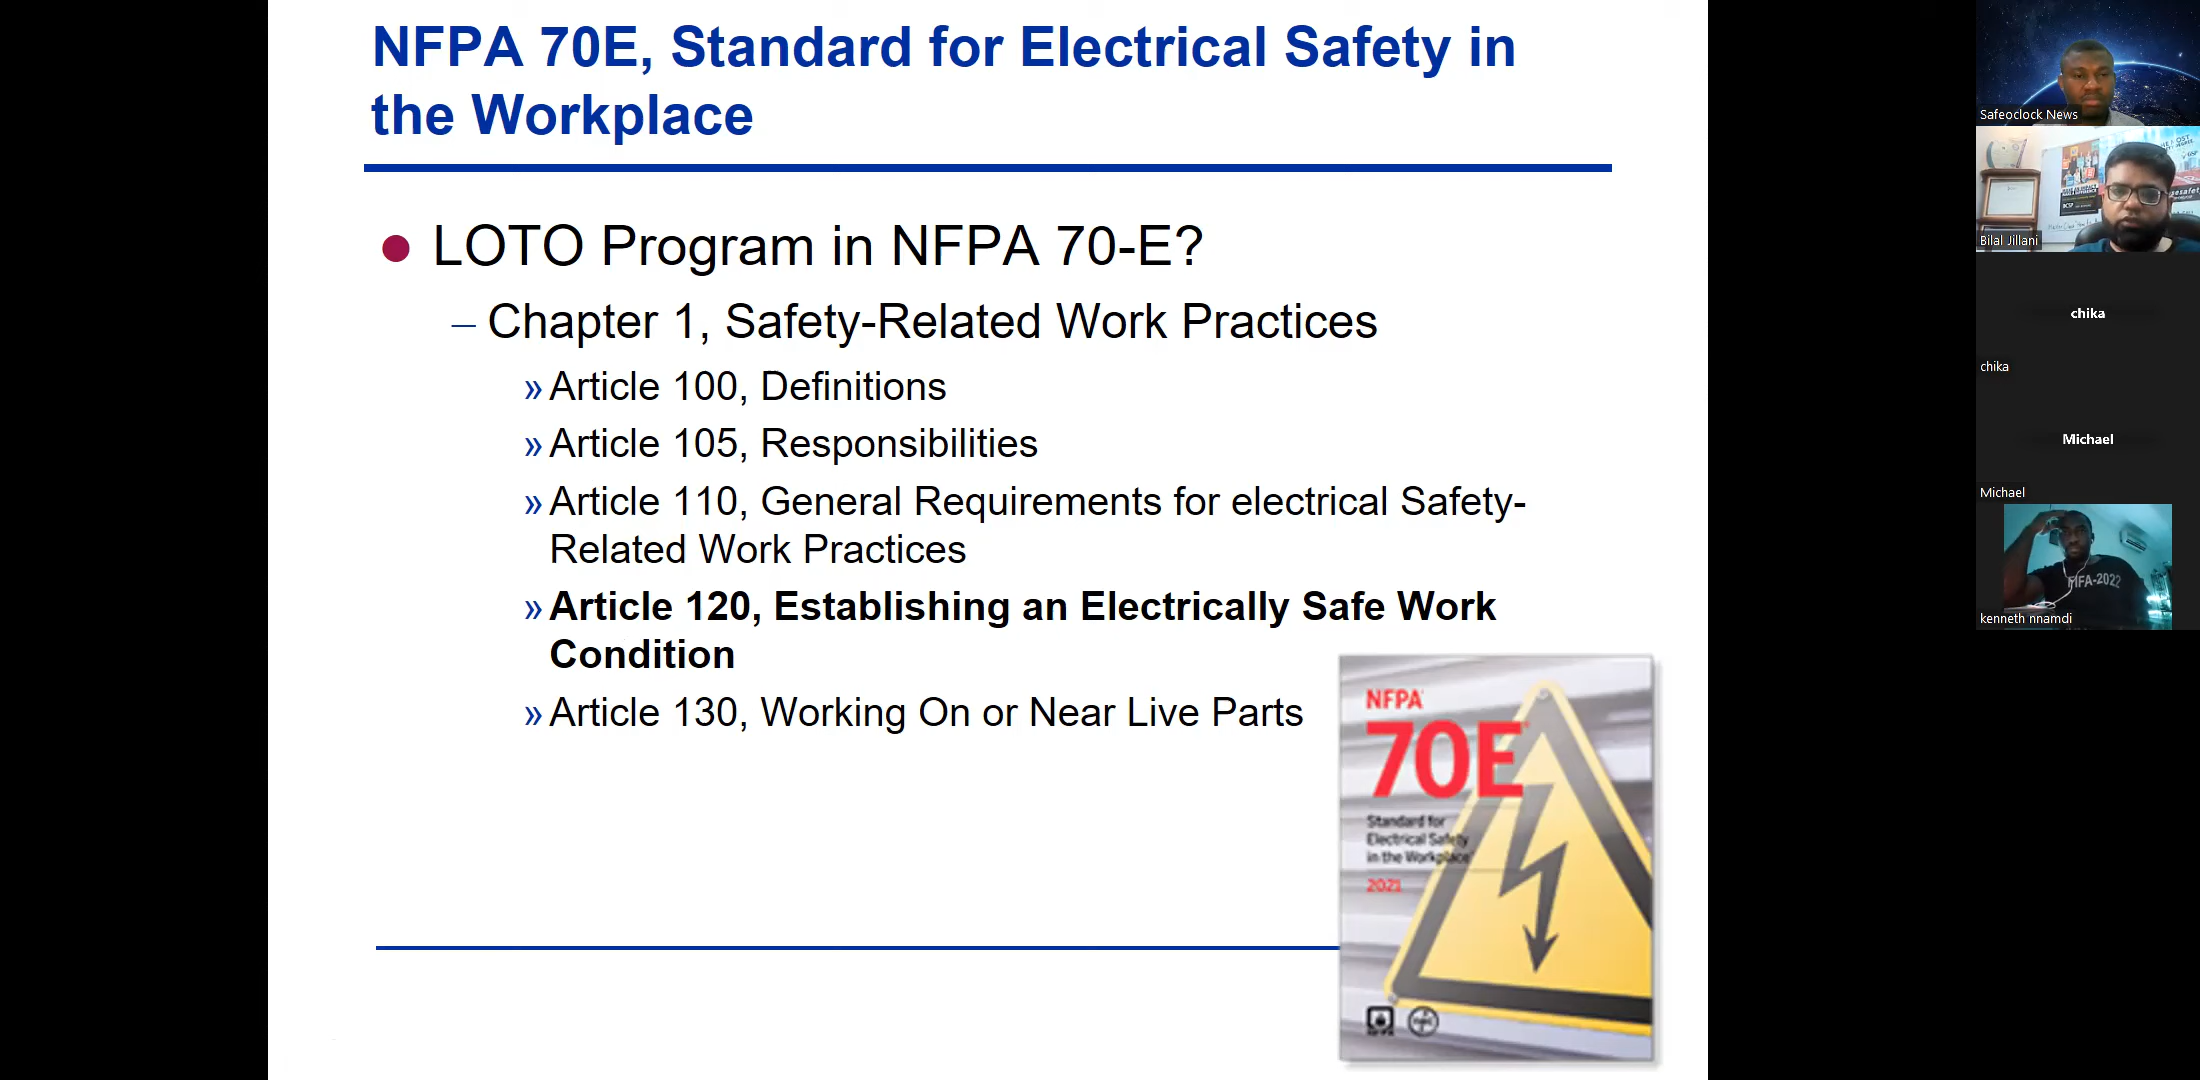 NFPA 70E, Standard for Electrical Safety in
the Workplace
LOTO Program in NFPA 70-E?
– Chapter 1, Safety-Related Work Practices
» Article 100, Definitions
» Article 105, Responsibilities
» Article 110, General Requirements for electrical Safety-
Related Work Practices
» Article 120, Establishing an Electrically Safe Work
Condition
» Article 130, Working On or Near Live Parts
NFPA
70E
Standard for
Electrical Safety
in the Workplace
2021
NFPA
Safeoclock News
Bilal Jillani
chika
chika
Michael
Michael
FIFA-2022
kenneth nnamdi